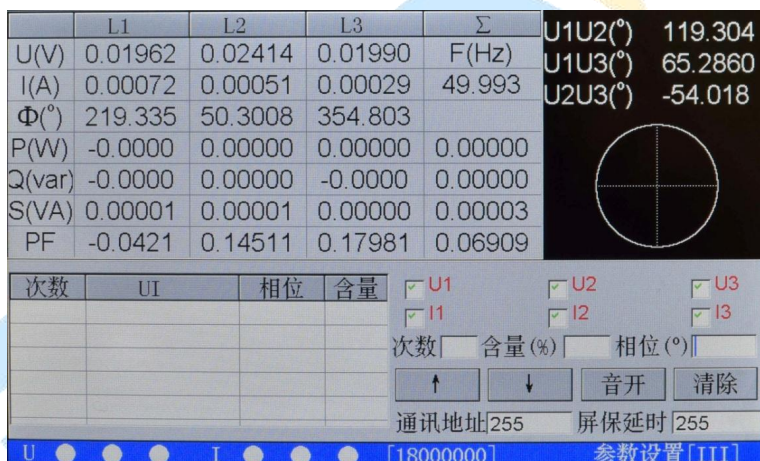 L1 L2 L3 Σ
U(V) 0.01962 0.02414 0.01990 F(Hz)
I(A) 0.00072 0.00051 0.00029 49.993
Φ(°) 219.335 50.3008 354.803
P(W) -0.0000 0.00000 0.00000 0.00000
Q(var) -0.0000 0.00000 -0.0000 0.00000
S(VA) 0.00001 0.00001 0.00000 0.00003
PF -0.0421 0.14511 0.17981 0.06909
U1U2(°) 119.304
U1U3(°) 65.2860
U2U3(°) -54.018
次数 UI 相位 含量
U1 U2 U3
I1 I2 I3
次数 含量(%) 相位(°)
↑ ↓ 音开 清除
通讯地址 255 屏保延时 255
U I [18000000] 参数设置[III]